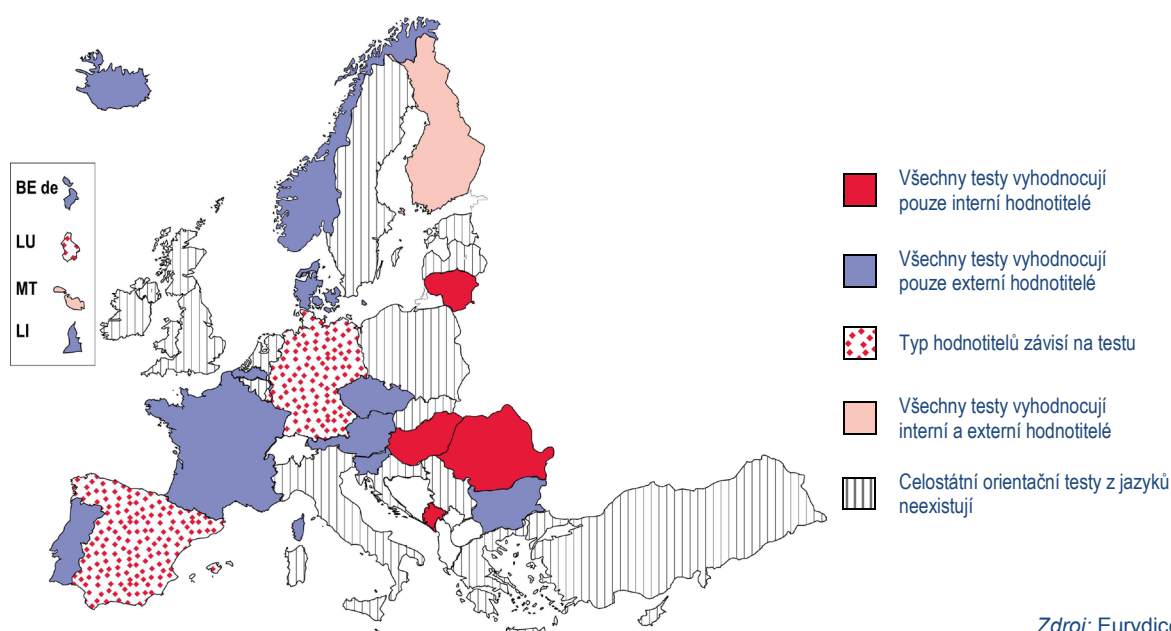 BE de
LU
MT
LI
Všechny testy vyhodnocují
pouze interní hodnotitelé
Všechny testy vyhodnocují
pouze externí hodnotitelé
Typ hodnotitelů závisí na testu
Všechny testy vyhodnocují
interní a externí hodnotitelé
Celostátní orientační testy z jazyků
neexistují
Zdroj: Eurydice